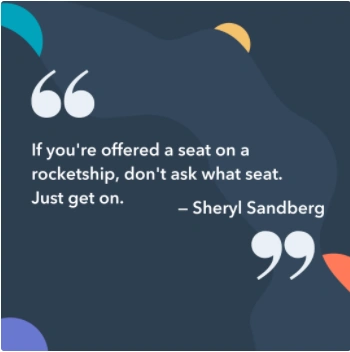 If you're offered a seat on a
rocketship, don't ask what seat.
Just get on.
– Sheryl Sandberg